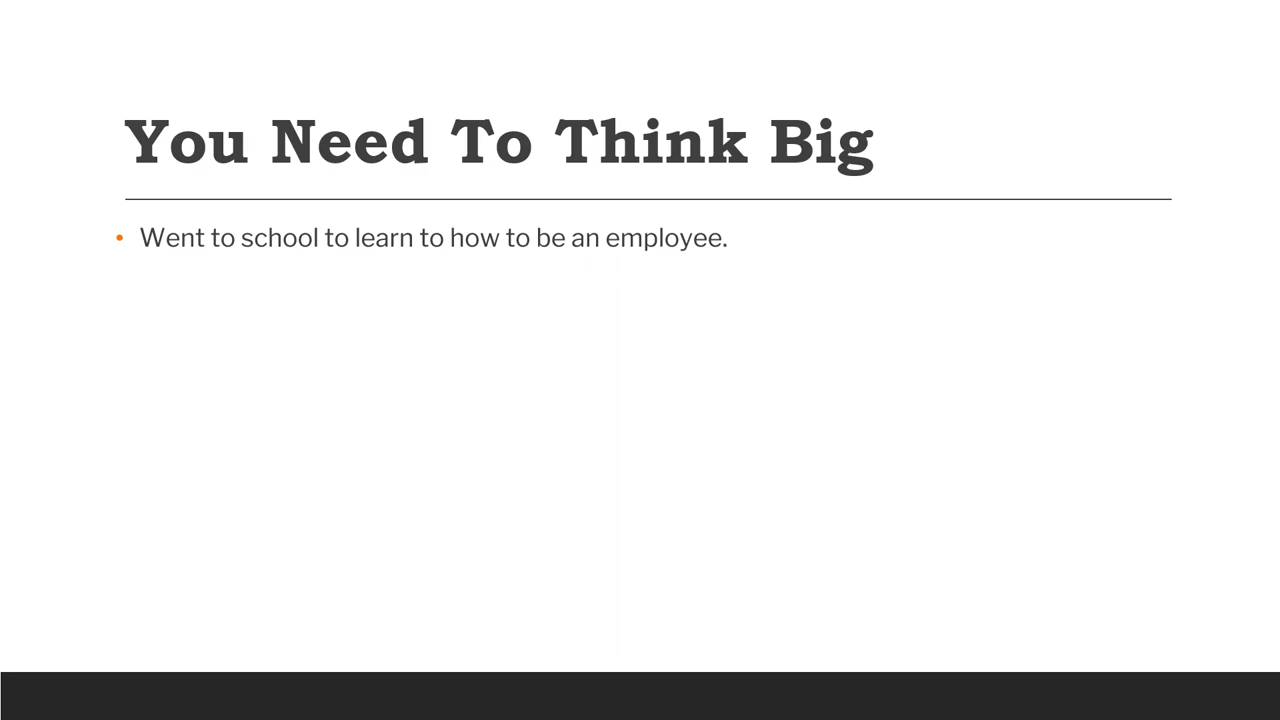 You Need To Think Big
• Went to school to learn to how to be an employee.